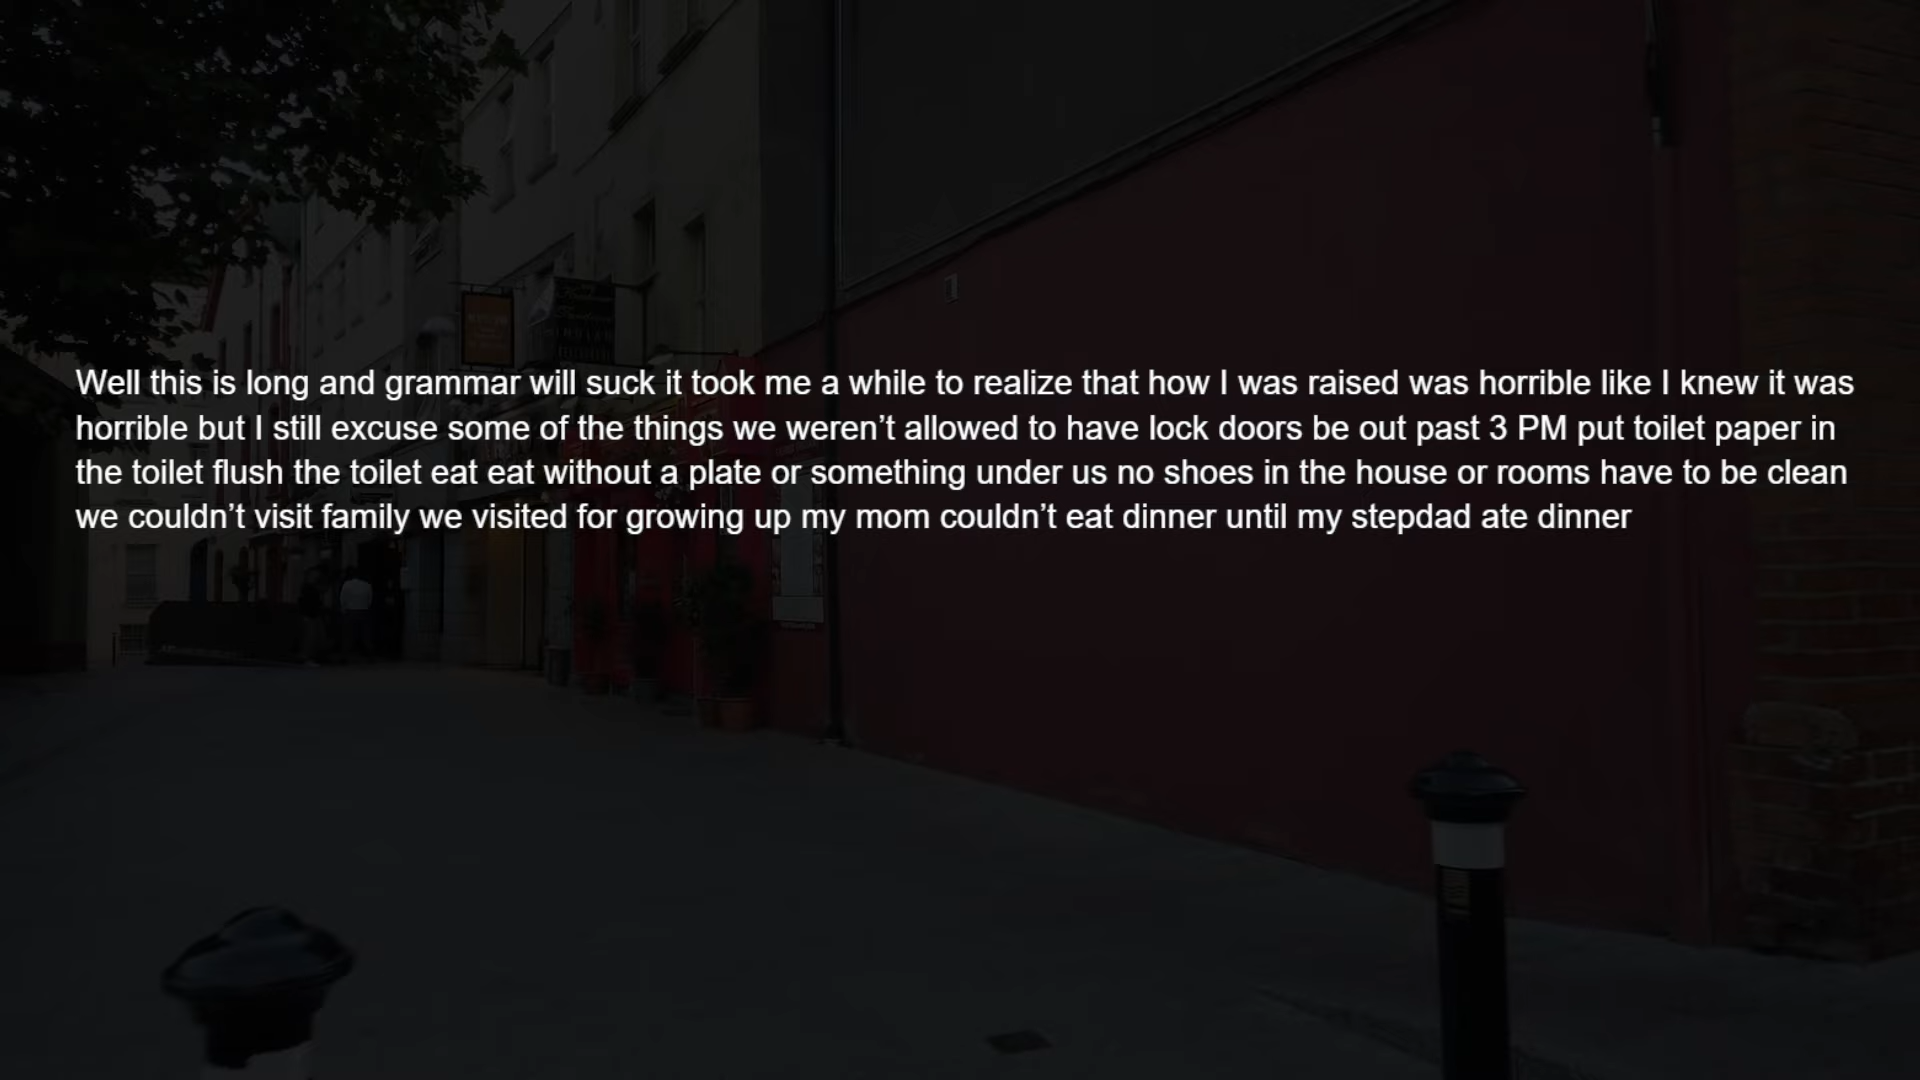 Well this is long and grammar will suck it took me a while to realize that how I was raised was horrible like I knew it was
horrible but I still excuse some of the things we weren’t allowed to have lock doors be out past 3 PM put toilet paper in
the toilet flush the toilet eat eat without a plate or something under us no shoes in the house or rooms have to be clean
we couldn’t visit family we visited for growing up my mom couldn’t eat dinner until my stepdad ate dinner